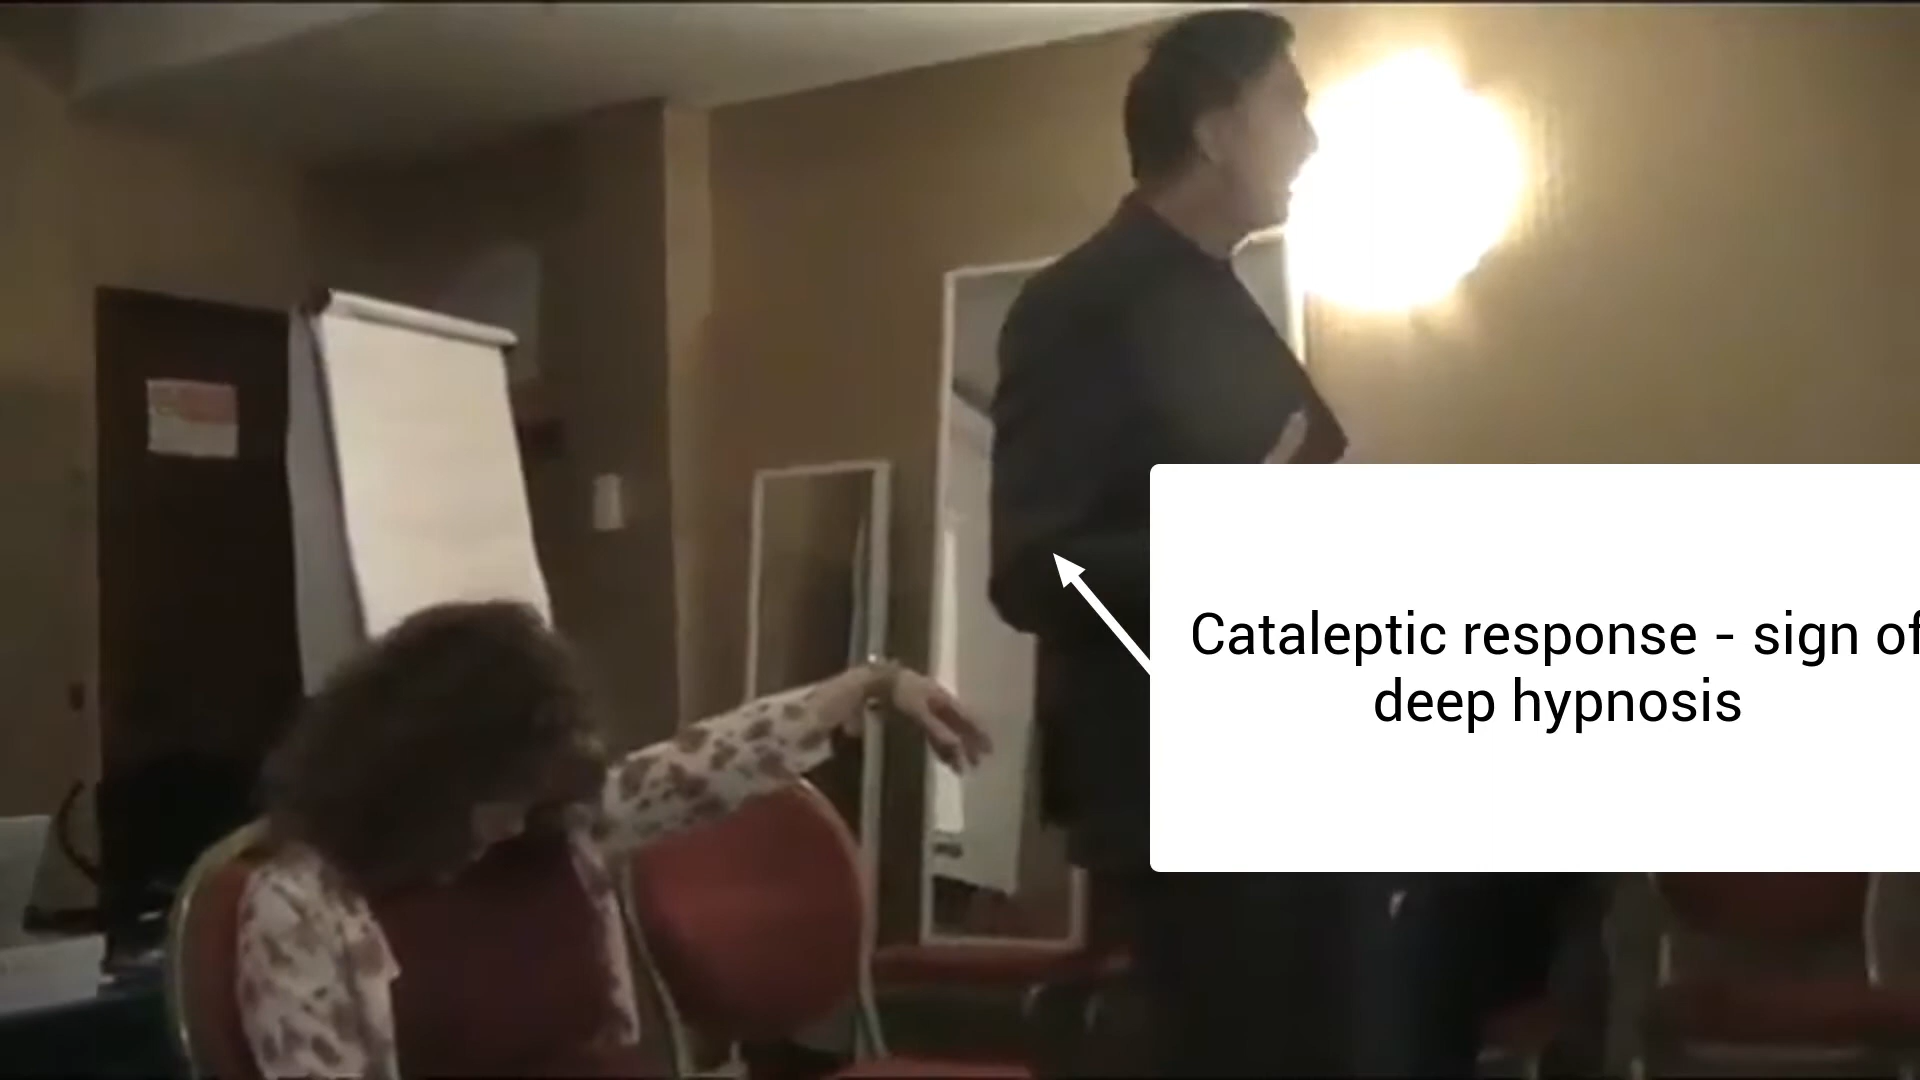 Cataleptic response - sign of
deep hypnosis